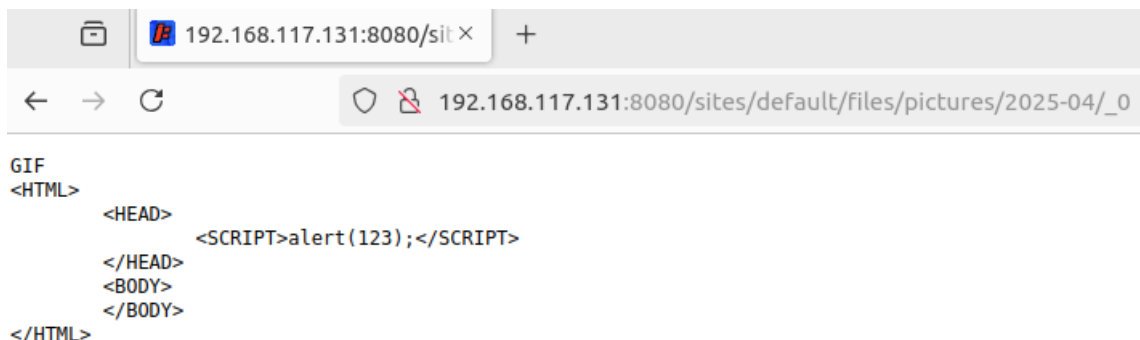 192.168.117.131:8080/sit
192.168.117.131:8080/sites/default/files/pictures/2025-04/_0
GIF
<HTML>
<HEAD>
<SCRIPT>alert(123);</SCRIPT>
</HEAD>
<BODY>
</BODY>
</HTML>